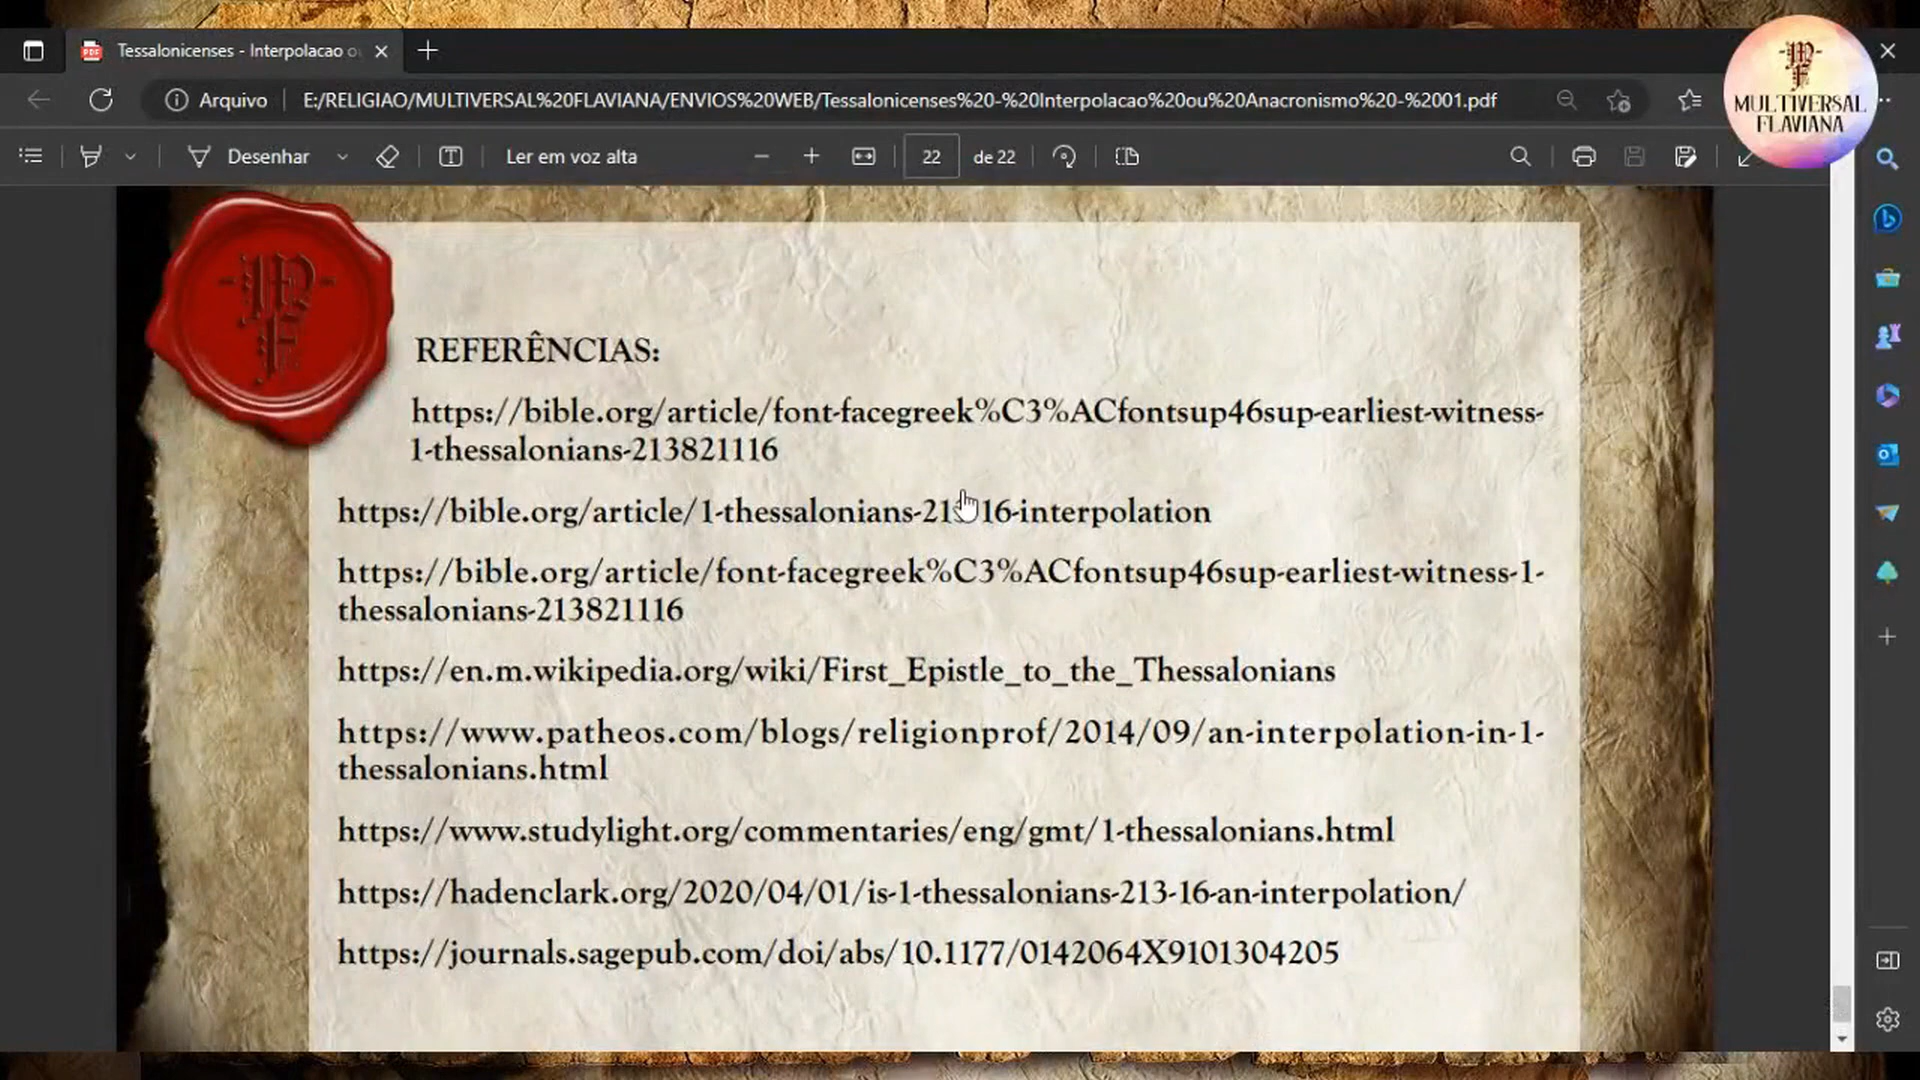 Tessalonicenses - Interpolacao o
MULTIVERSAL
FLAVIANA
Arquivo
E:/RELIGIAO/MULTIVERSAL%20FLAVIANA/ENVIOS%20WEB/Tessalonicenses%20-%20Interpolacao%20ou%20Anacronismo%20-%2001.pdf
Desenhar
Ler em voz alta
22
de 22
REFERÊNCIAS:
https://bible.org/article/font-facegreek%C3%ACfontsup46sup-earliest-witness-
1-thessalonians-213821116
https://bible.org/article/1-thessalonians-21 16-interpolation
https://bible.org/article/font-facegreek%C3%ACfontsup46sup-earliest-witness-1-
thessalonians-213821116
https://en.m.wikipedia.org/wiki/First_Epistle_to_the_Thessalonians
https://www.patheos.com/blogs/religionprof/2014/09/an-interpolation-in-1-
thessalonians.html
https://www.studylight.org/commentaries/eng/gmt/1-thessalonians.html
https://hadenclark.org/2020/04/01/is-1-thessalonians-213-16-an-interpolation/
https://journals.sagepub.com/doi/abs/10.1177/0142064X9101304205